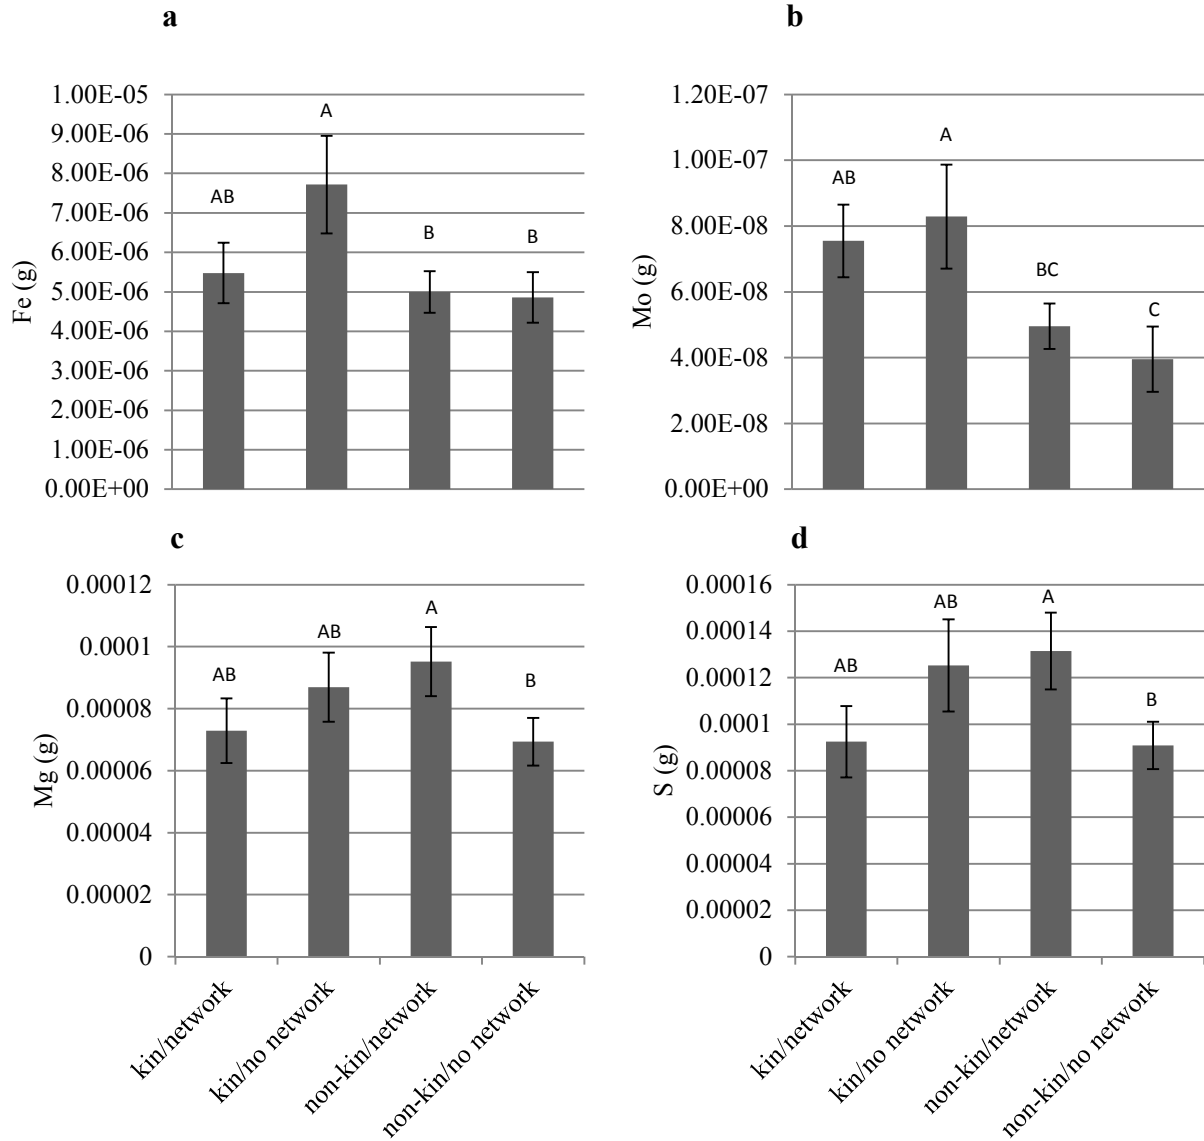 a
Fe (g)
1.00E-05
9.00E-06
8.00E-06
7.00E-06
6.00E-06
5.00E-06
4.00E-06
3.00E-06
2.00E-06
1.00E-06
0.00E+00
AB
A
B
B
b
Mo (g)
1.20E-07
1.00E-07
8.00E-08
6.00E-08
4.00E-08
2.00E-08
0.00E+00
AB
A
BC
C
c
Mg (g)
0.00012
0.0001
0.00008
0.00006
0.00004
0.00002
0
AB
AB
A
B
kin/network
kin/no network
non-kin/network
non-kin/no network
d
S (g)
0.00016
0.00014
0.00012
0.0001
0.00008
0.00006
0.00004
0.00002
0
AB
AB
A
B
kin/network
kin/no network
non-kin/network
non-kin/no network